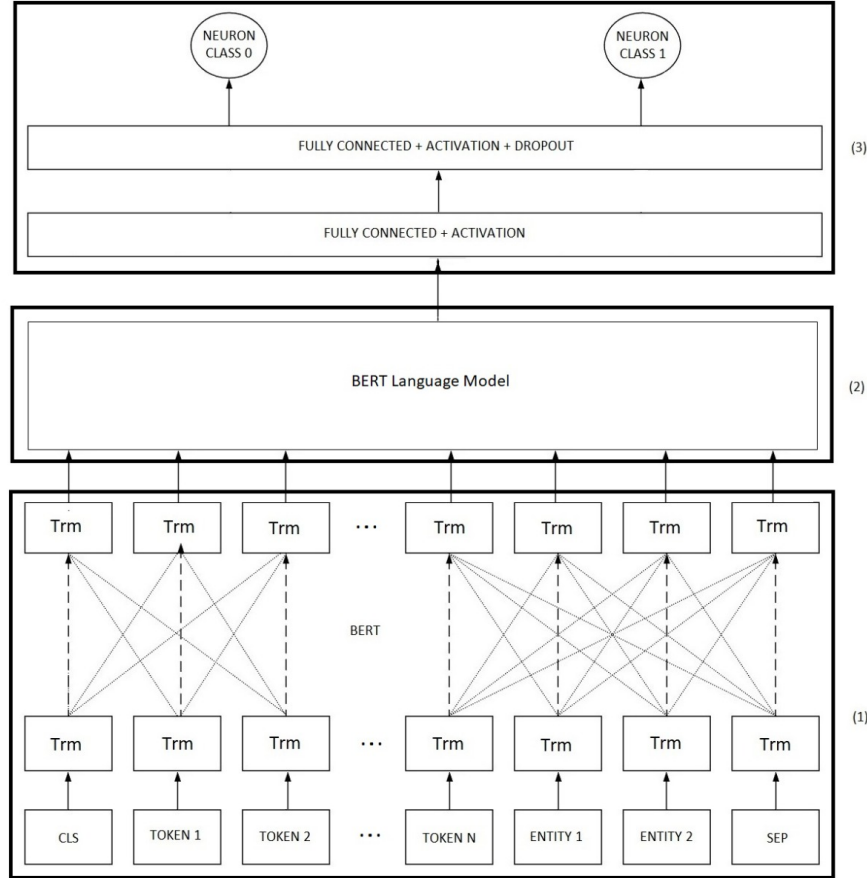 NEURON
CLASS 0
NEURON
CLASS 1
FULLY CONNECTED + ACTIVATION + DROPOUT
(3)
FULLY CONNECTED + ACTIVATION
BERT Language Model
(2)
Trm Trm Trm ... Trm Trm Trm Trm
BERT
(1)
Trm Trm Trm ... Trm Trm Trm Trm
CLS TOKEN 1 TOKEN 2 ... TOKEN N ENTITY 1 ENTITY 2 SEP